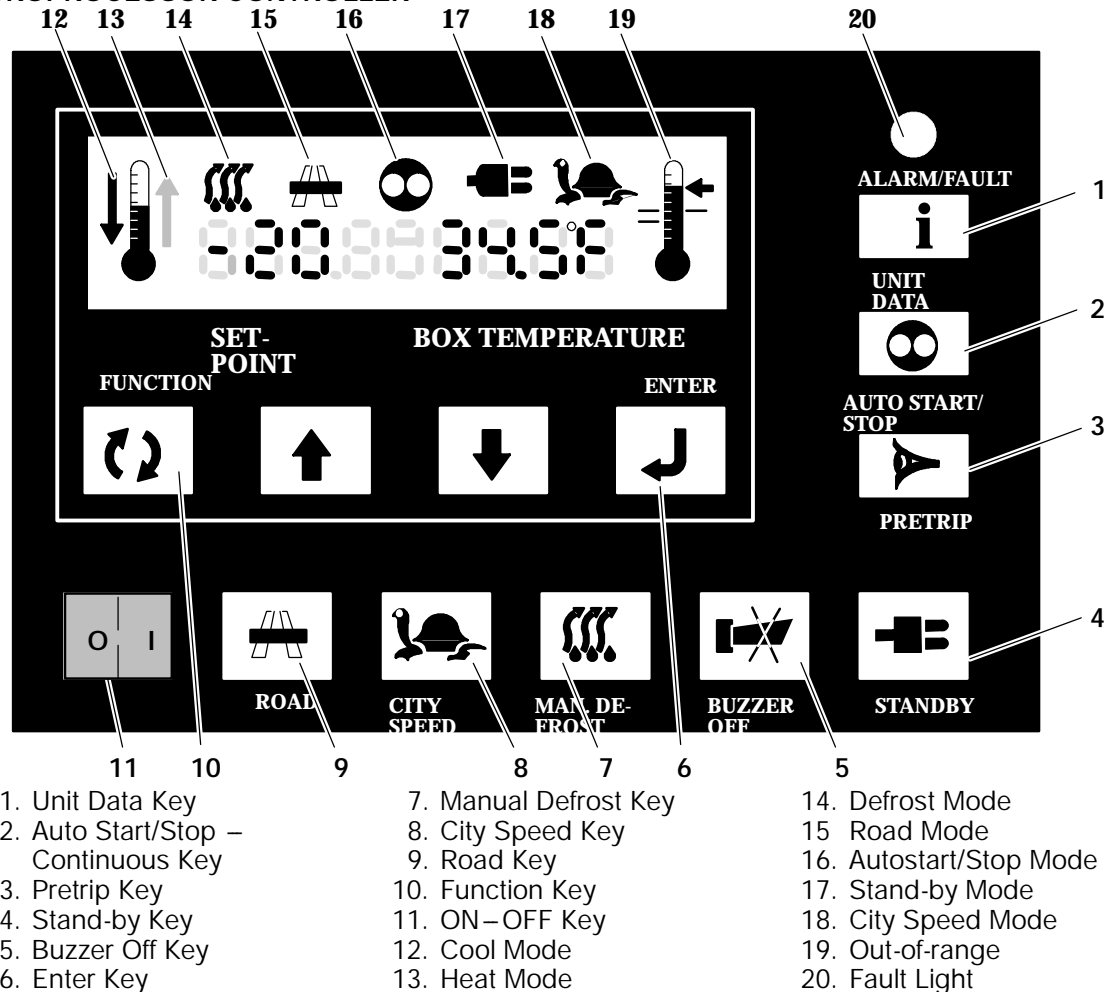 CONTROLLER
12 13 14 15 16 17 18 19 20
ALARM/FAULT
1
i
-20 34.5°F
UNIT
DATA
2
SET-
POINT
BOX TEMPERATURE
FUNCTION
ENTER
AUTO START/
STOP
3
PRETRIP
O I
4
ROAD
CITY
SPEED
MAN. DE-
FROST
BUZZER
OFF
STANDBY
11 10 9 8 7 6 5
1. Unit Data Key
2. Auto Start/Stop –
Continuous Key
3. Pretrip Key
4. Stand-by Key
5. Buzzer Off Key
6. Enter Key
7. Manual Defrost Key
8. City Speed Key
9. Road Key
10. Function Key
11. ON–OFF Key
12. Cool Mode
13. Heat Mode
14. Defrost Mode
15 Road Mode
16. Autostart/Stop Mode
17. Stand-by Mode
18. City Speed Mode
19. Out-of-range
20. Fault Light